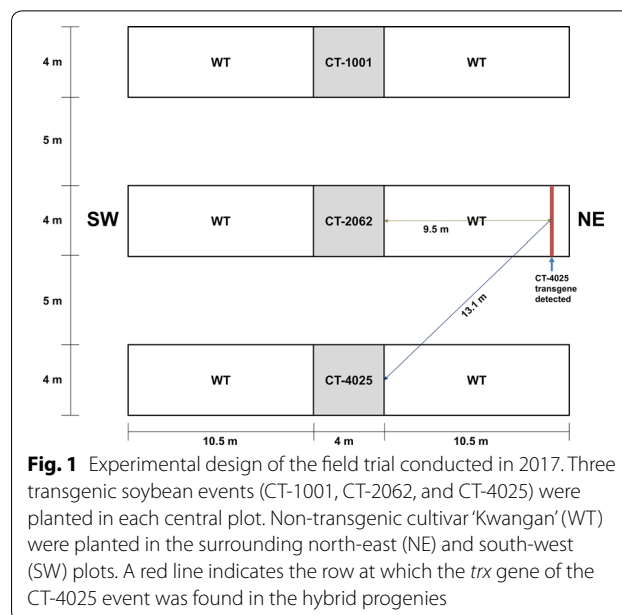 4 m WT CT-1001 WT
5 m
4 m SW WT CT-2062 9.5 m WT NE
CT-4025
transgene
detected
5 m 13.1 m
4 m WT CT-4025 WT
10.5 m 4 m 10.5 m
Fig. 1 Experimental design of the field trial conducted in 2017. Three
transgenic soybean events (CT-1001, CT-2062, and CT-4025) were
planted in each central plot. Non-transgenic cultivar ‘Kwangan’ (WT)
were planted in the surrounding north-east (NE) and south-west
(SW) plots. A red line indicates the row at which the trx gene of the
CT-4025 event was found in the hybrid progenies